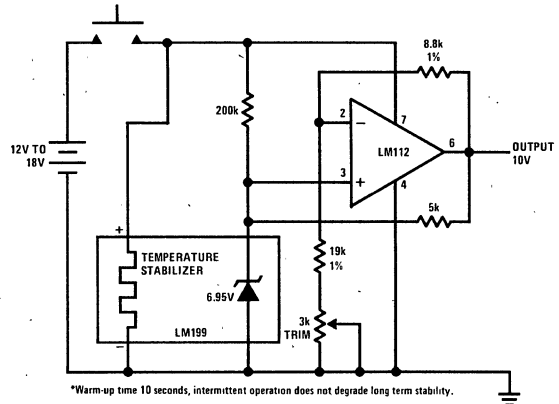 8.8k
1%
200k
2
7
12V TO
18V
LM112
6
OUTPUT
10V
3
4
5k
+
TEMPERATURE
STABILIZER
19k
1%
6.95V
3k
TRIM
LM199
−
*Warm-up time 10 seconds, intermittent operation does not degrade long term stability.